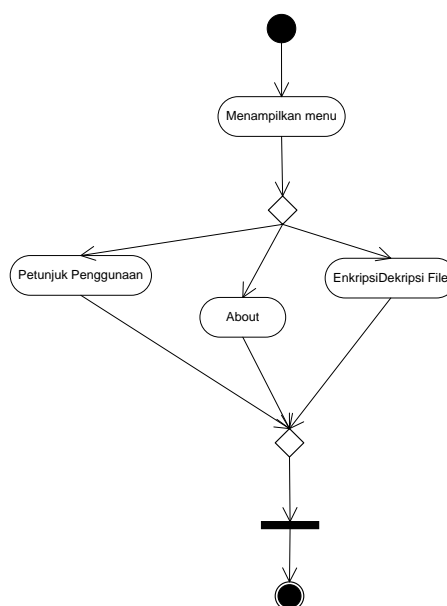 Menampilkan menu
Petunjuk Penggunaan
EnkripsiDekripsi File
About